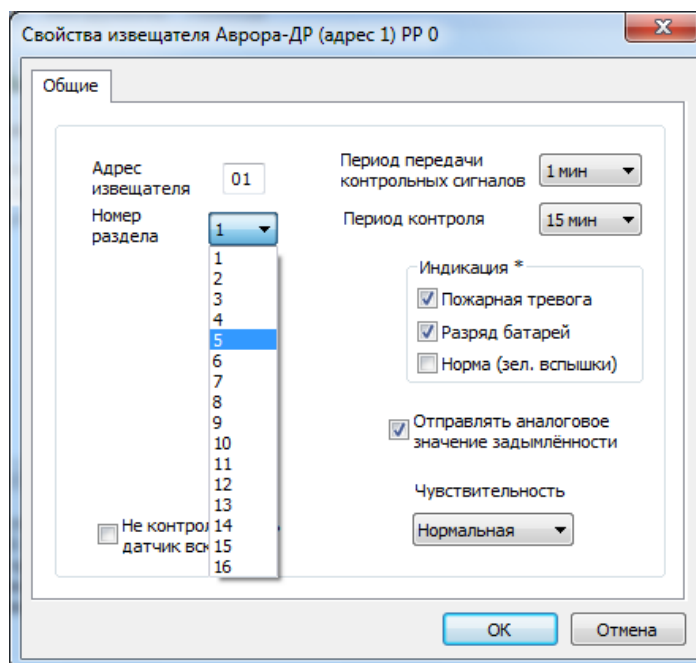 Свойства извещателя Аврора-ДР (адрес 1) РР 0
Общие
Адрес
извещателя
01
Номер
раздела
1
1
2
3
4
5
6
7
8
9
10
11
12
13
14
15
16
Не контро
датчик вс
Период передачи
контрольных сигналов
1 мин
Период контроля
15 мин
Индикация *
Пожарная тревога
Разряд батарей
Норма (зел. вспышки)
Отправлять аналоговое
значение задымлённости
Чувствительность
Нормальная
ОК
Отмена